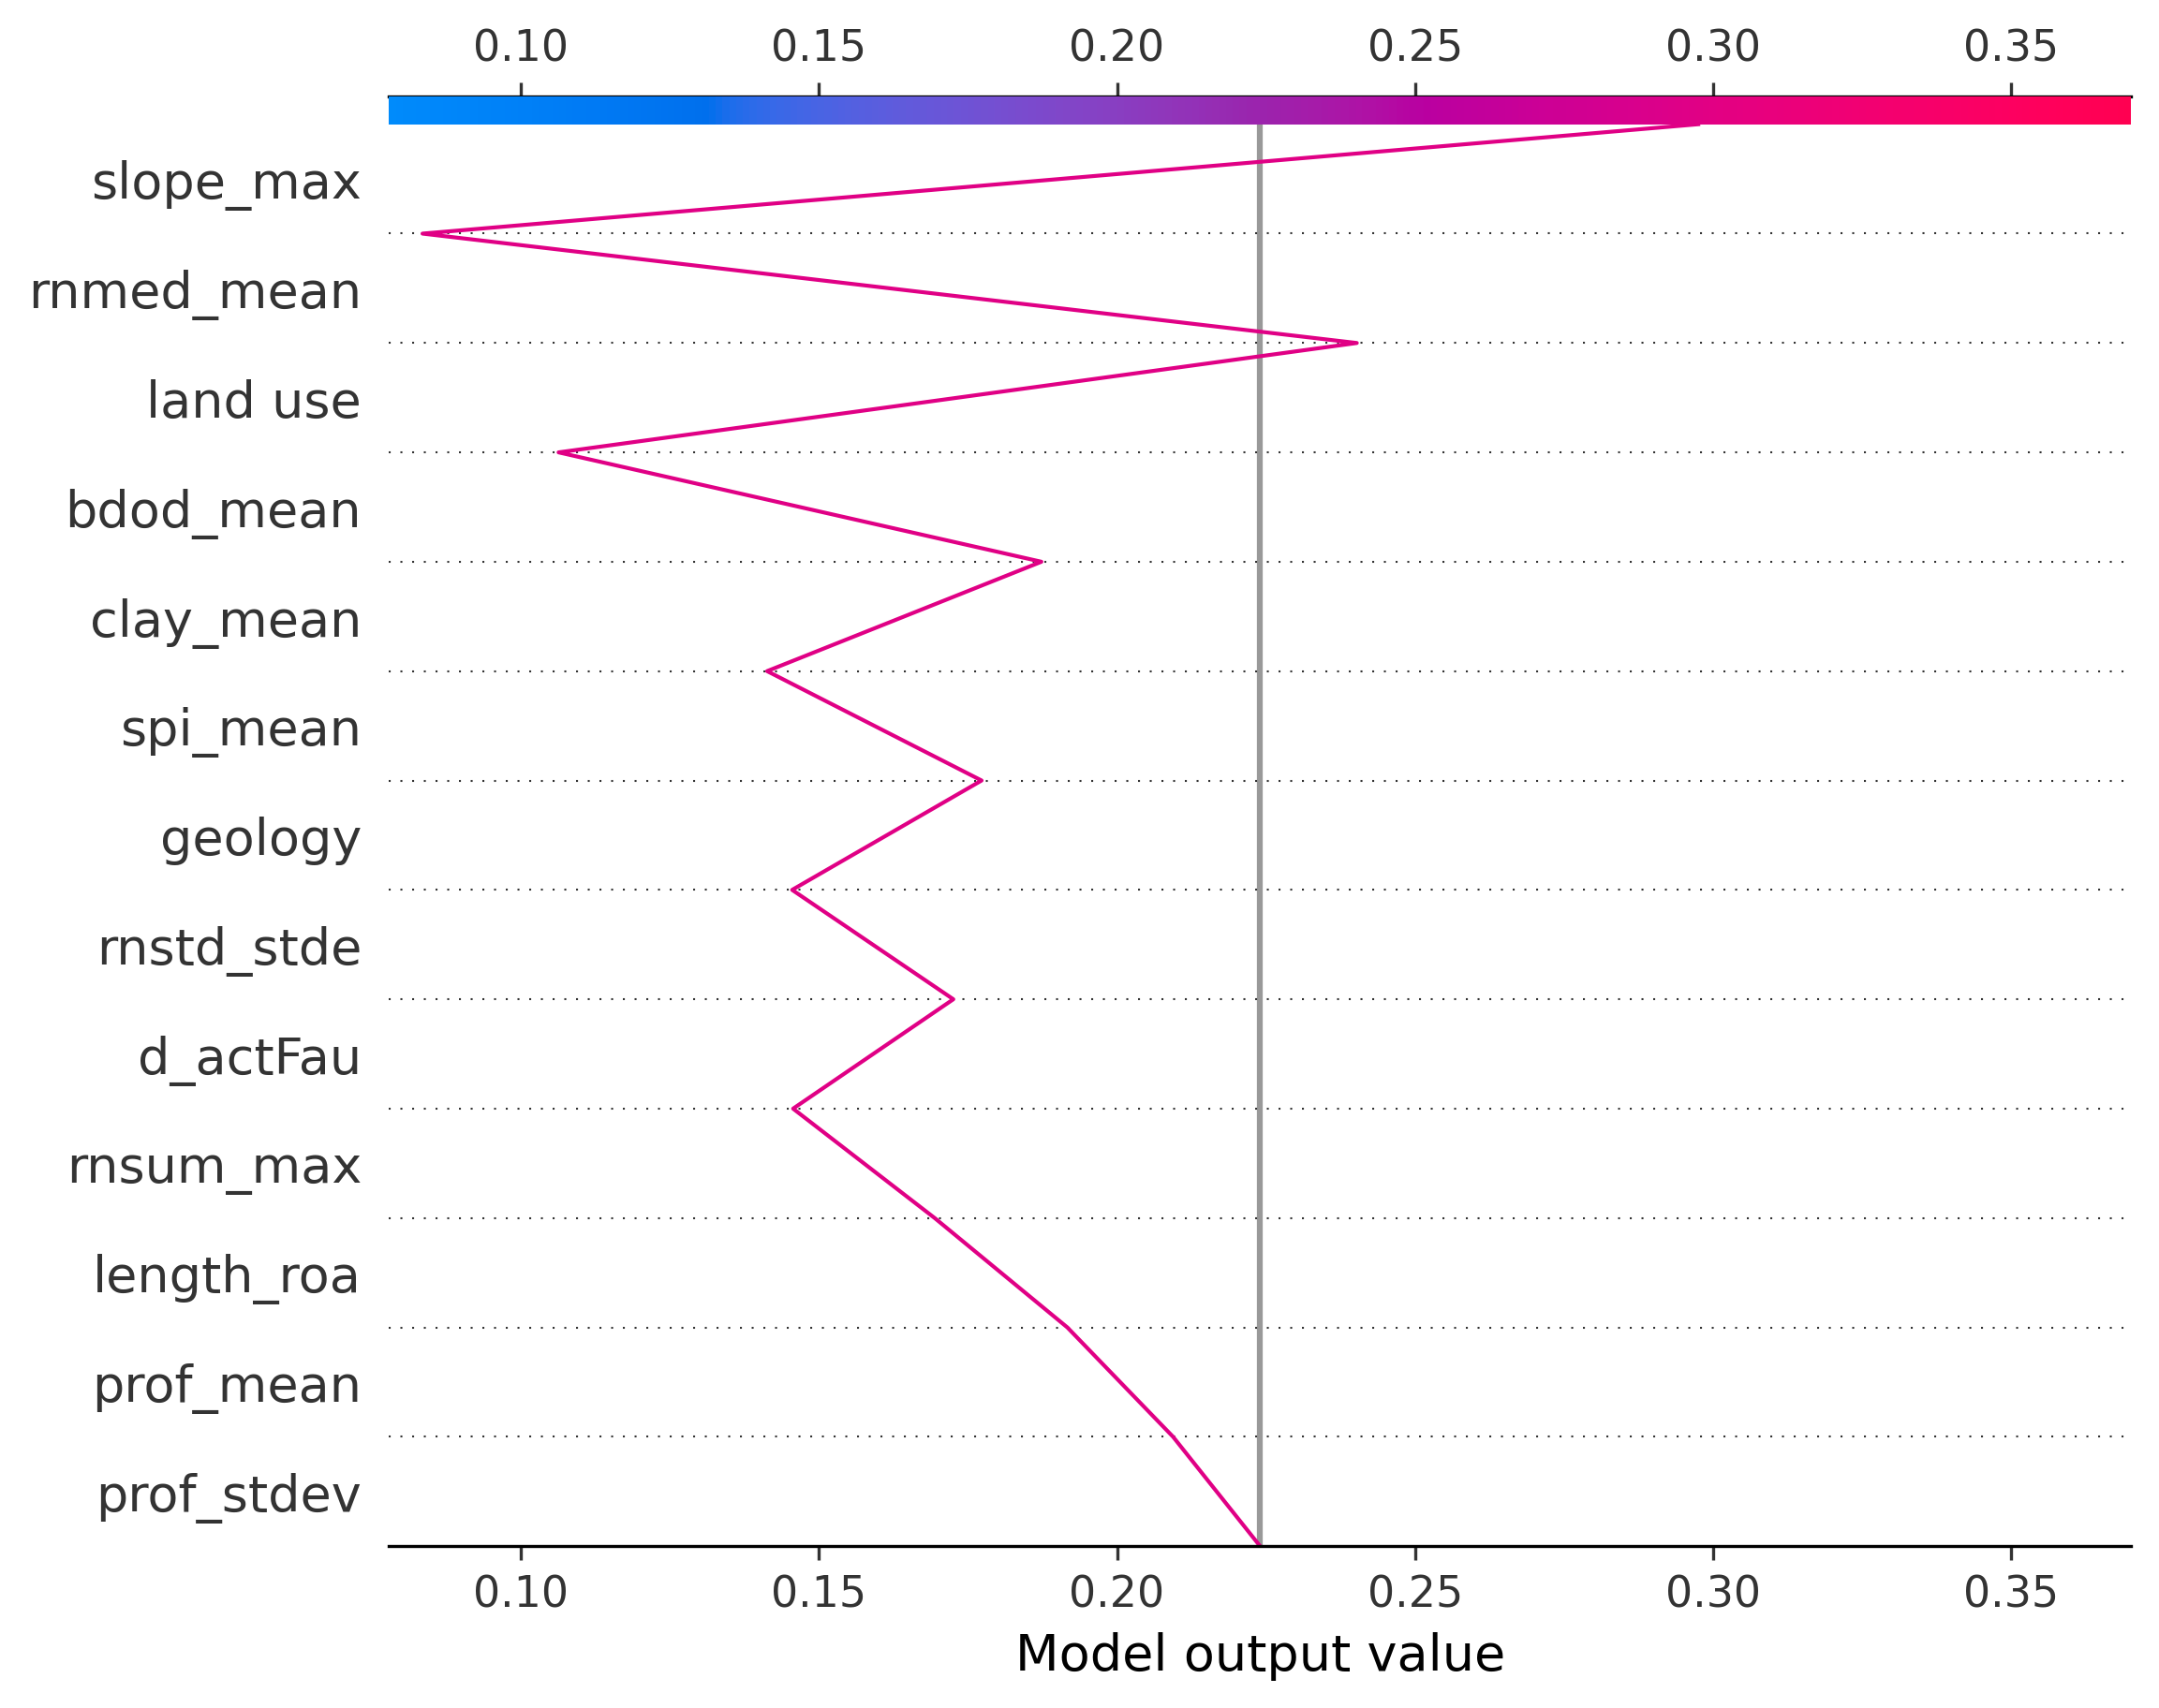 0.10 0.15 0.20 0.25 0.30 0.35
slope_max
rnmed_mean
land use
bdod_mean
clay_mean
spi_mean
geology
rnstd_stde
d_actFau
rnsum_max
length_roa
prof_mean
prof_stdev
0.10 0.15 0.20 0.25 0.30 0.35
Model output value